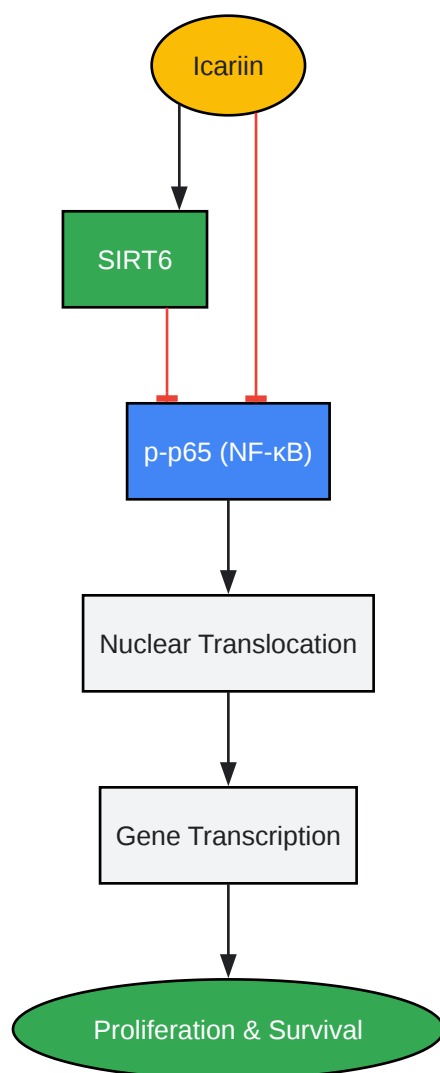 Icariin
SIRT6
p-p65 (NF-κB)
Nuclear Translocation
Gene Transcription
Proliferation & Survival